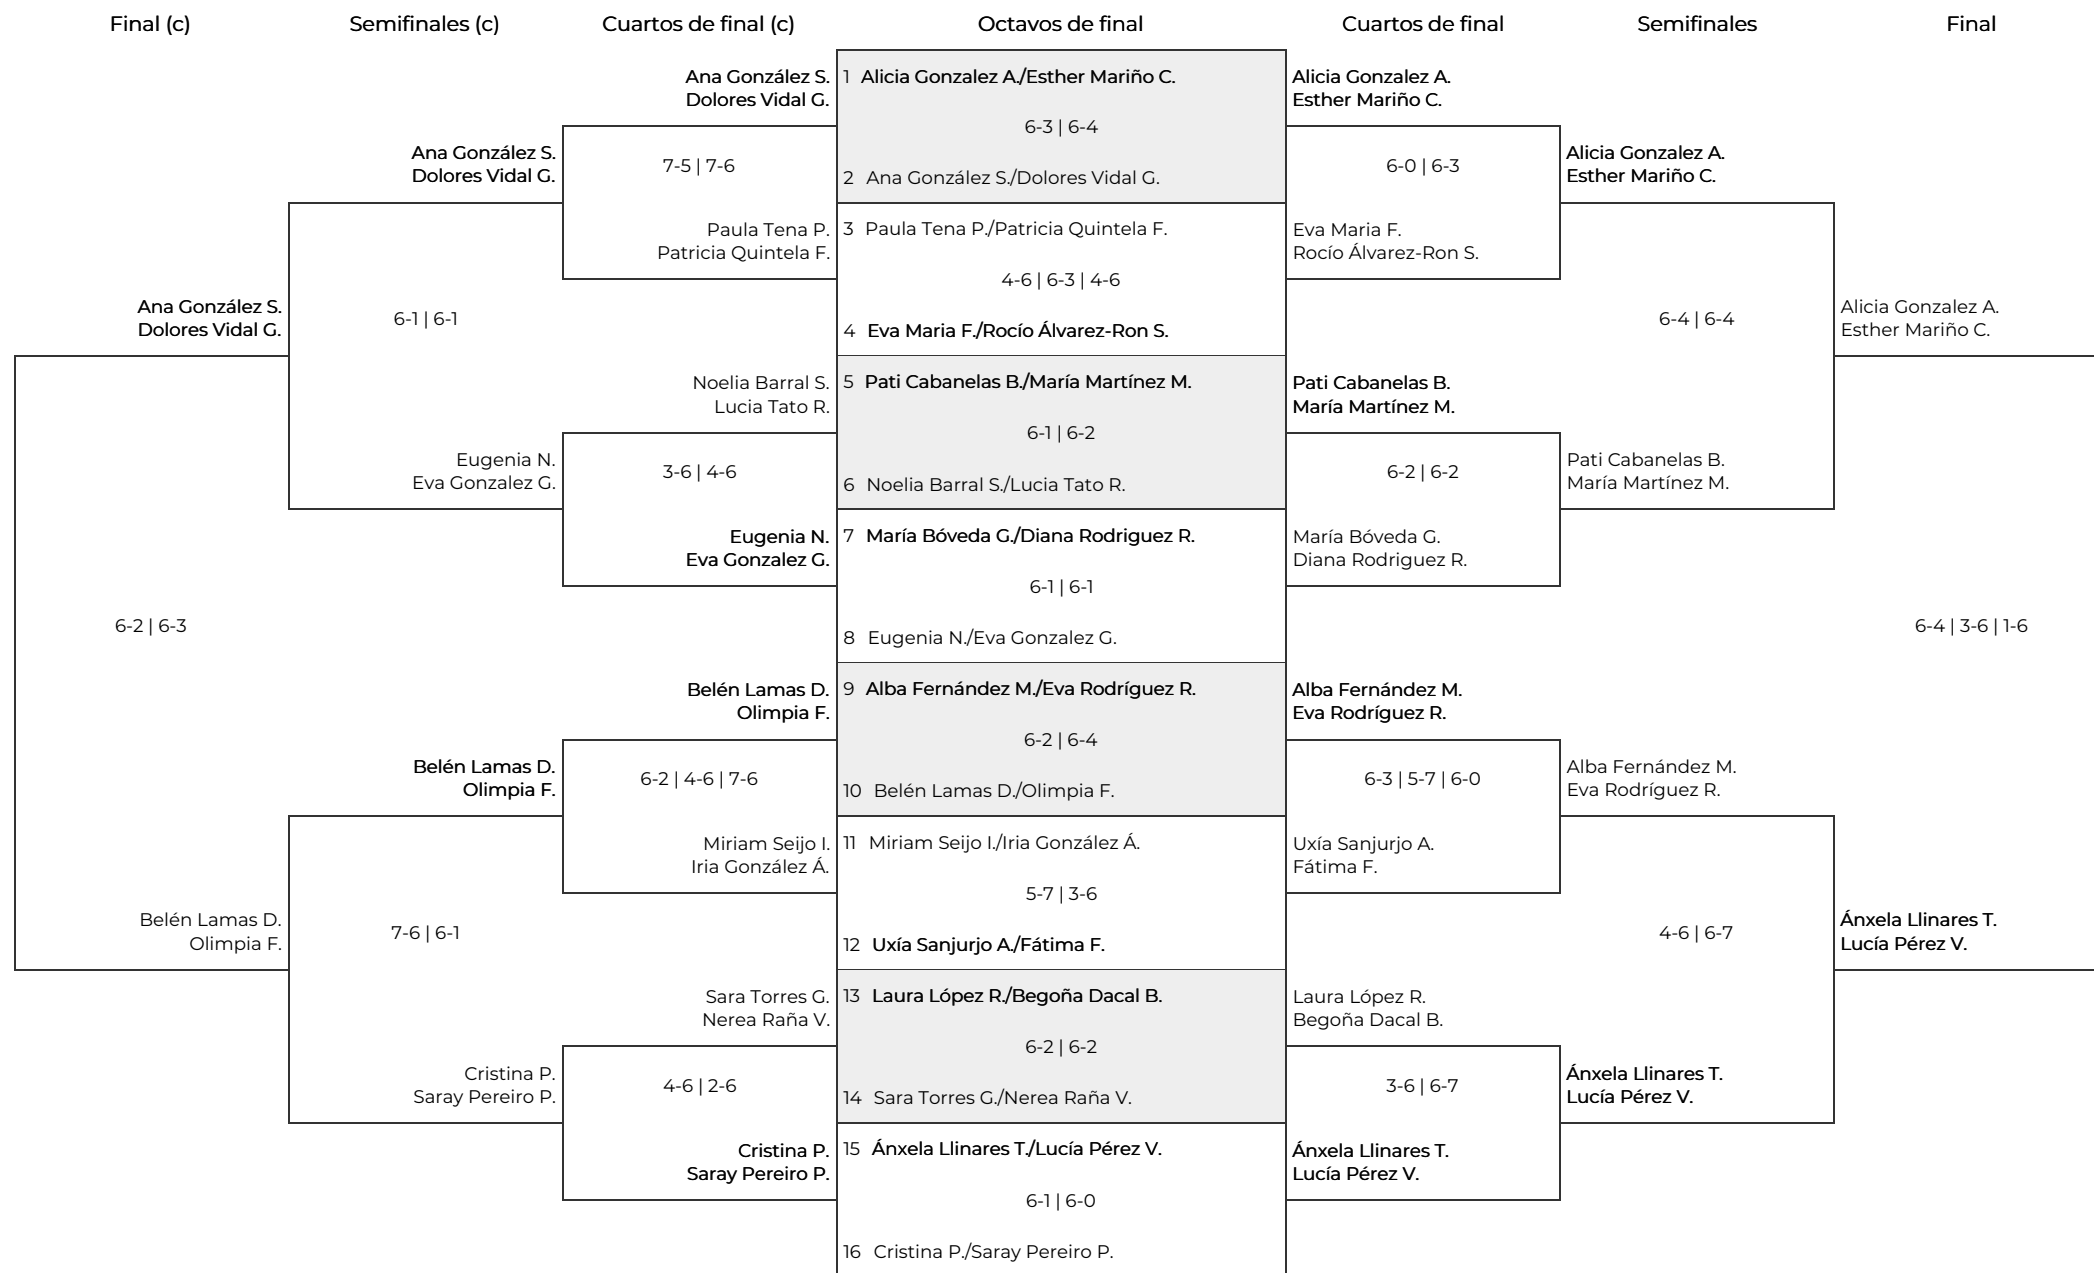 Final (c)
Semifinales (c)
Cuartos de final (c)
Octavos de final
Cuartos de final
Semifinales
Final
Ana González S.
Dolores Vidal G.
6-2 | 6-3
Belén Lamas D.
Olimpia F.
Ana González S.
Dolores Vidal G.
6-1 | 6-1
Eugenia N.
Eva Gonzalez G.
Belén Lamas D.
Olimpia F.
7-6 | 6-1
Cristina P.
Saray Pereiro P.
Ana González S.
Dolores Vidal G.
7-5 | 7-6
Paula Tena P.
Patricia Quintela F.
Noelia Barral S.
Lucia Tato R.
3-6 | 4-6
Eugenia N.
Eva Gonzalez G.
Belén Lamas D.
Olimpia F.
6-2 | 4-6 | 7-6
Miriam Seijo I.
Iria González Á.
Sara Torres G.
Nerea Raña V.
4-6 | 2-6
Cristina P.
Saray Pereiro P.
1 Alicia Gonzalez A./Esther Mariño C.
6-3 | 6-4
2 Ana González S./Dolores Vidal G.
3 Paula Tena P./Patricia Quintela F.
4-6 | 6-3 | 4-6
4 Eva Maria F./Rocío Álvarez-Ron S.
5 Pati Cabanelas B./María Martínez M.
6-1 | 6-2
6 Noelia Barral S./Lucia Tato R.
7 María Bóveda G./Diana Rodriguez R.
6-1 | 6-1
8 Eugenia N./Eva Gonzalez G.
9 Alba Fernández M./Eva Rodríguez R.
6-2 | 6-4
10 Belén Lamas D./Olimpia F.
11 Miriam Seijo I./Iria González Á.
5-7 | 3-6
12 Uxía Sanjurjo A./Fátima F.
13 Laura López R./Begoña Dacal B.
6-2 | 6-2
14 Sara Torres G./Nerea Raña V.
15 Ánxela Llinares T./Lucía Pérez V.
6-1 | 6-0
16 Cristina P./Saray Pereiro P.
Alicia Gonzalez A.
Esther Mariño C.
6-0 | 6-3
Eva Maria F.
Rocío Álvarez-Ron S.
Pati Cabanelas B.
María Martínez M.
6-2 | 6-2
María Bóveda G.
Diana Rodriguez R.
Alba Fernández M.
Eva Rodríguez R.
6-3 | 5-7 | 6-0
Uxía Sanjurjo A.
Fátima F.
Laura López R.
Begoña Dacal B.
3-6 | 6-7
Ánxela Llinares T.
Lucía Pérez V.
Alicia Gonzalez A.
Esther Mariño C.
6-4 | 6-4
Pati Cabanelas B.
María Martínez M.
Alba Fernández M.
Eva Rodríguez R.
4-6 | 6-7
Ánxela Llinares T.
Lucía Pérez V.
Alicia Gonzalez A.
Esther Mariño C.
6-4 | 3-6 | 1-6
Ánxela Llinares T.
Lucía Pérez V.